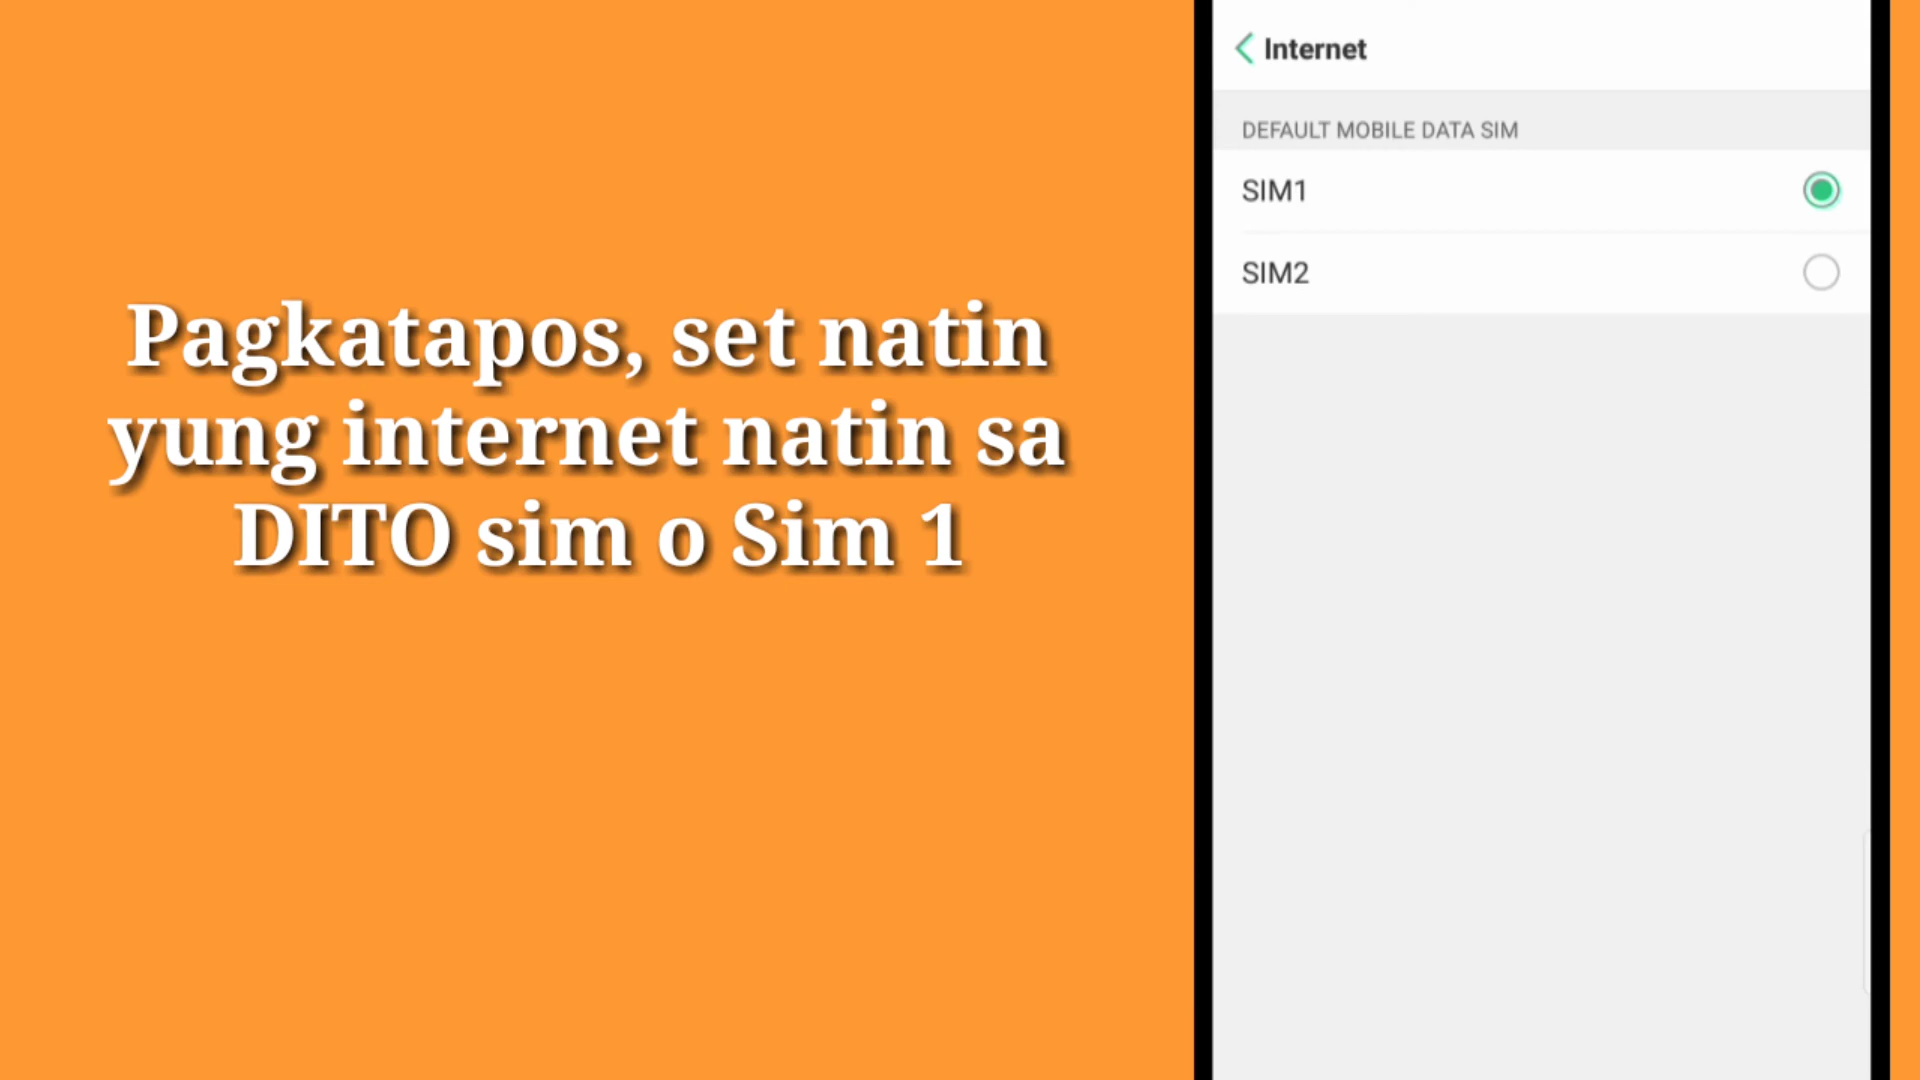 Pagkatapos, set natin
yung internet natin sa
DITO sim o Sim 1
Internet
DEFAULT MOBILE DATA SIM
SIM1
SIM2